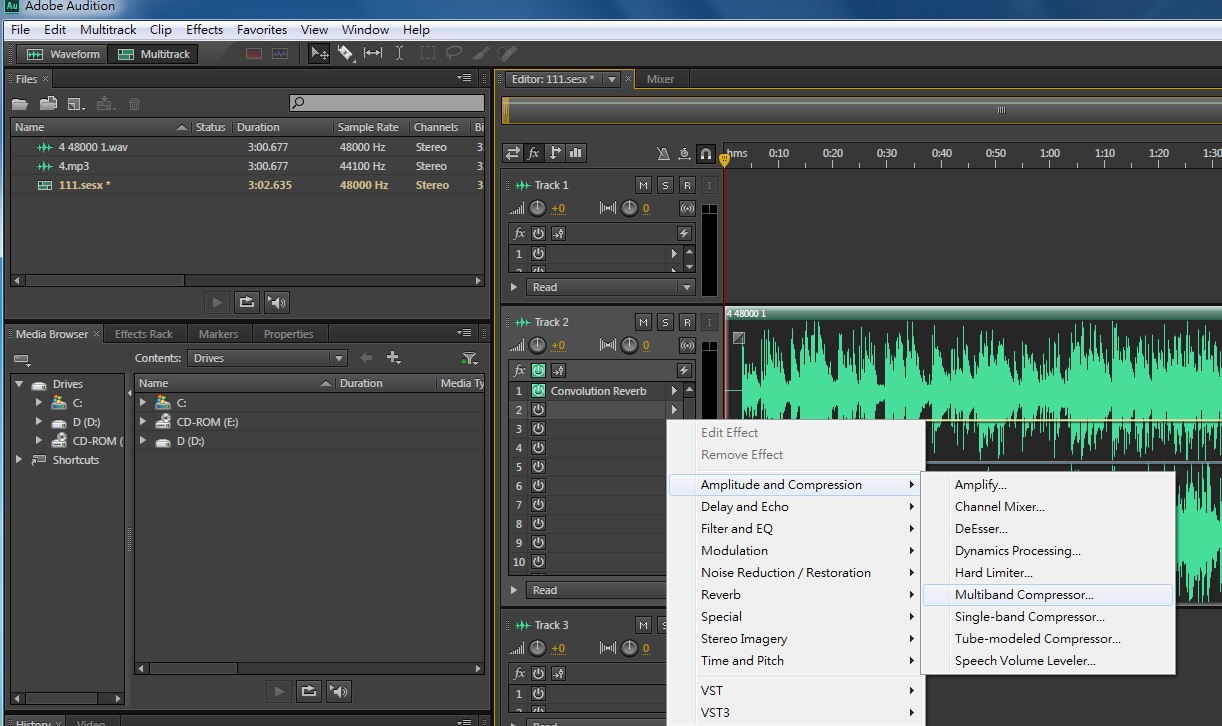 Au Adobe Audition
File Edit Multitrack Clip Effects Favorites View Window Help
Waveform Multitrack
Files
Name Status Duration Sample Rate Channels Bi
4 48000 1.wav 3:00.677 48000 Hz Stereo 3
4.mp3 3:00.677 44100 Hz Stereo 3
111.sesx * 3:02.635 48000 Hz Stereo 3
Media Browser Effects Rack Markers Properties
Contents: Drives
Drives
C:
D (D:)
CD-ROM (
Shortcuts
Name Duration Media Ty
C:
CD-ROM (E:)
D (D:)
History Video
Editor: 111.sesx * Mixer
fx
hms 0:10 0:20 0:30 0:40 0:50 1:00 1:10 1:20 1:30
Track 1 M S R I
+0 0
fx
1
2
Read
Track 2 M S R I
+0 0
fx
1 Convolution Reverb
2
3
4
5
6
7
8
9
10
Read
Track 3 M S
+0 0
fx
1
Read
4 48000 1
Edit Effect
Remove Effect
Amplitude and Compression
Delay and Echo
Filter and EQ
Modulation
Noise Reduction / Restoration
Reverb
Special
Stereo Imagery
Time and Pitch
VST
VST3
Amplify...
Channel Mixer...
DeEsser...
Dynamics Processing...
Hard Limiter...
Multiband Compressor...
Single-band Compressor...
Tube-modeled Compressor...
Speech Volume Leveler...